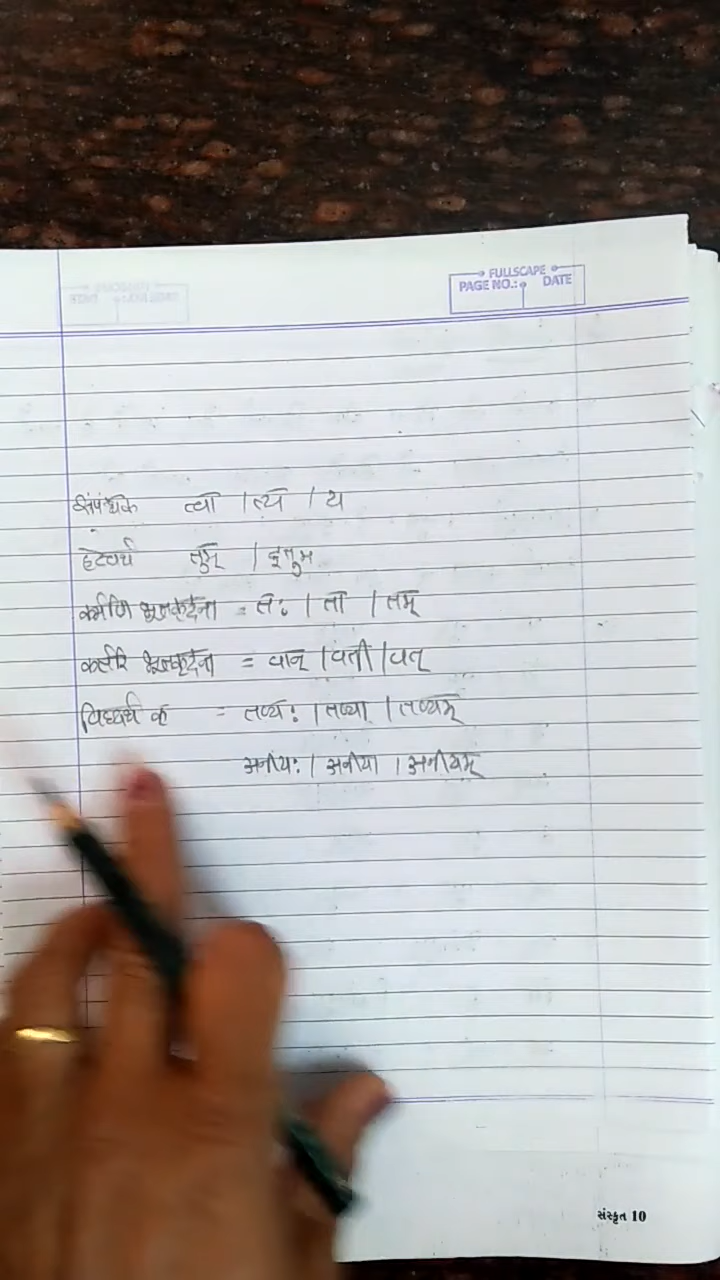 FULLSCAPE
PAGE NO.: DATE
संबंधक त्वा / त्य / य
हेत्वर्थ तुम् / इतुम
कर्मणि भूतकृदन्त = तः / ता / तम्
कर्तरि भूतकृदन्त = वान् / वती / वत्
विध्यर्थ कृ = तव्यः / तव्या / तव्यम्
अनीयः / अनीया / अनीयम्
સંસ્કૃત 10